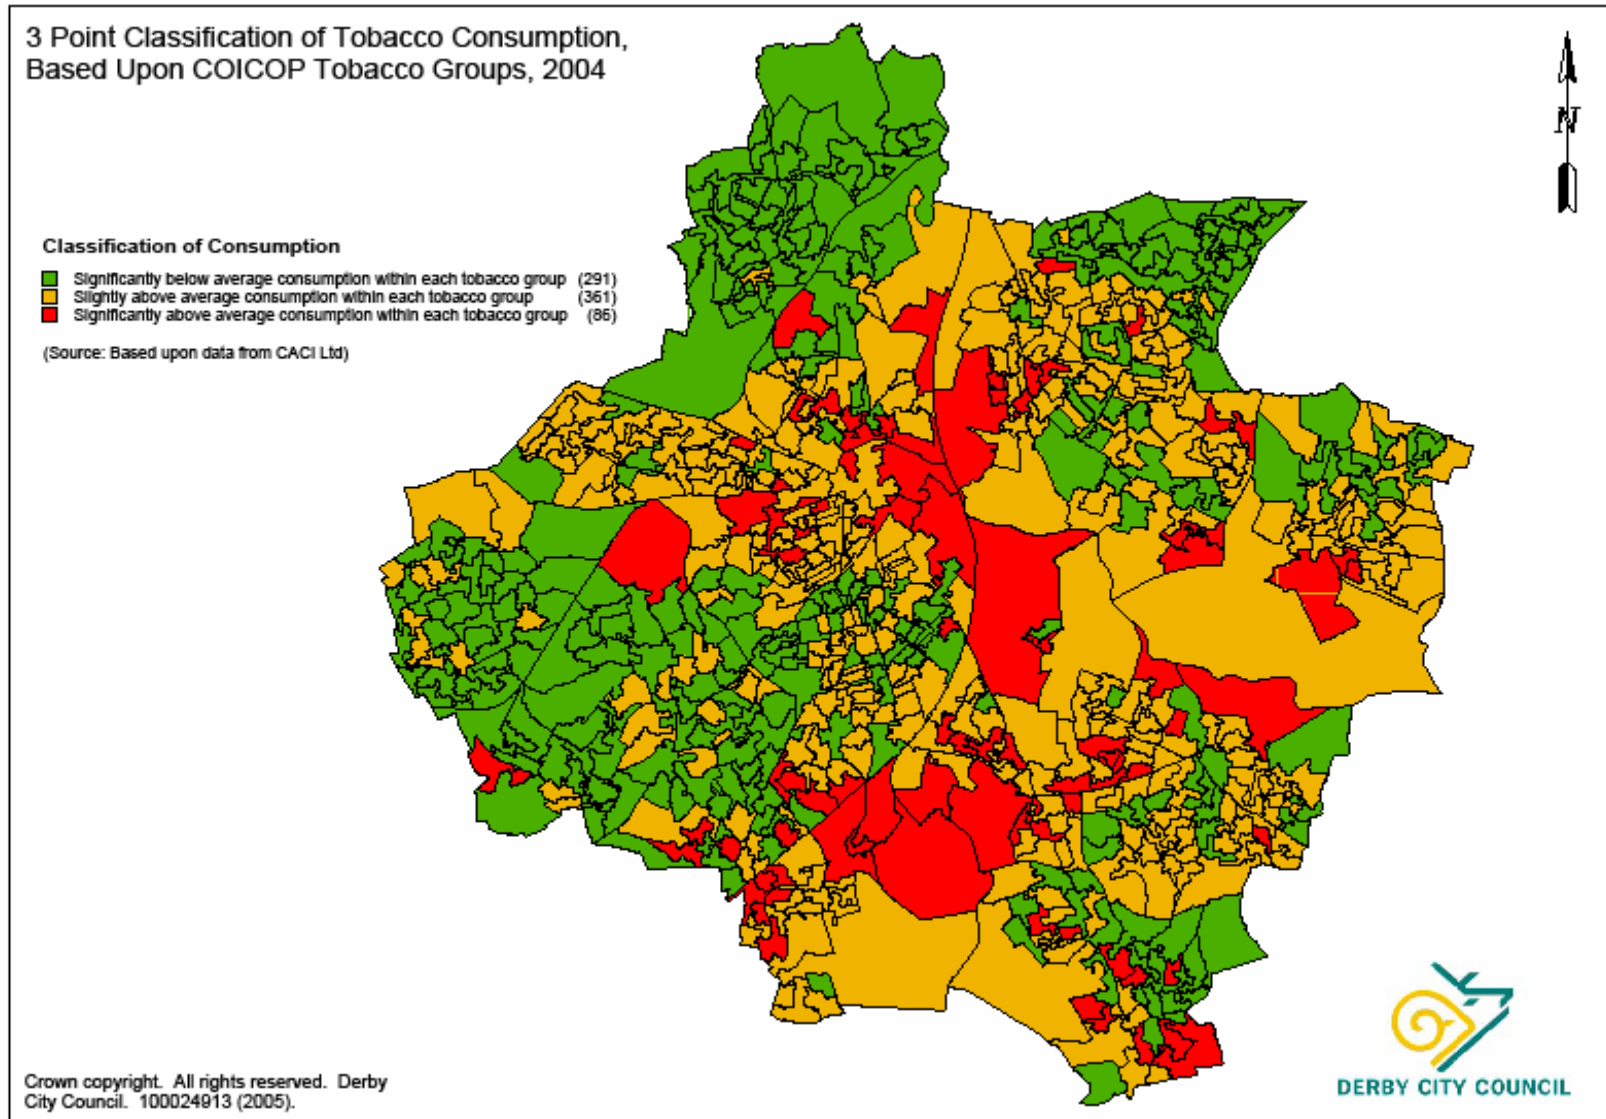 3 Point Classification of Tobacco Consumption,
Based Upon COICOP Tobacco Groups, 2004
N
Classification of Consumption
Significantly below average consumption within each tobacco group (291)
Slightly above average consumption within each tobacco group (361)
Significantly above average consumption within each tobacco group (86)
(Source: Based upon data from CACI Ltd)
Crown copyright. All rights reserved. Derby
City Council. 100024913 (2005).
DERBY CITY COUNCIL